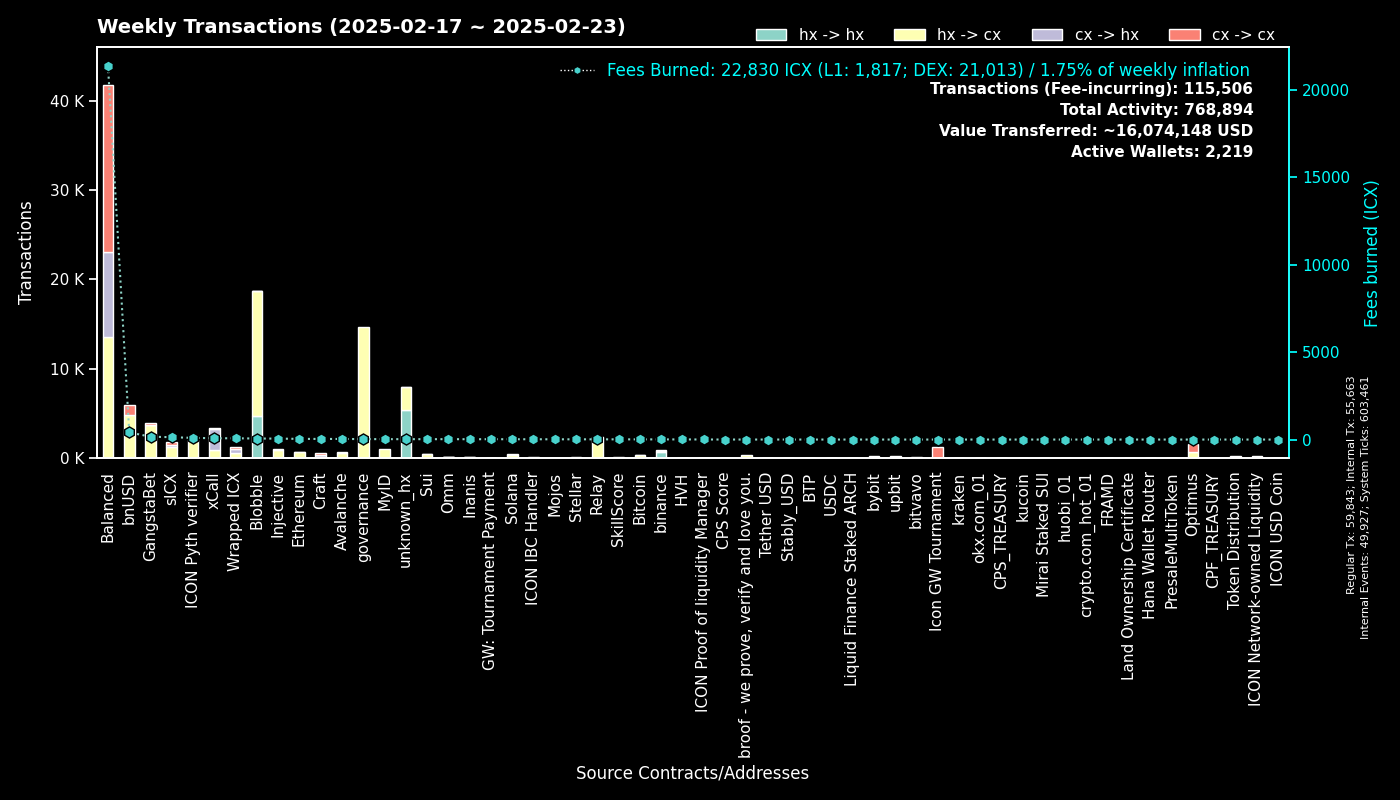 Weekly Transactions (2025-02-17 ~ 2025-02-23)
hx -> hx
hx -> cx
cx -> hx
cx -> cx
Fees Burned: 22,830 ICX (L1: 1,817; DEX: 21,013) / 1.75% of weekly inflation
Transactions (Fee-incurring): 115,506
Total Activity: 768,894
Value Transferred: ~16,074,148 USD
Active Wallets: 2,219
Transactions
40 K
30 K
20 K
10 K
0 K
20000
15000
10000
5000
0
Fees burned (ICX)
Regular Tx: 59,843; Internal Tx: 55,663
Internal Events: 49,927; System Ticks: 603,461
Balanced
bnUSD
GangstaBet
sICX
ICON Pyth verifier
xCall
Wrapped ICX
Blobble
Injective
Ethereum
Craft
Avalanche
governance
MyID
unknown_hx
Sui
Omm
Inanis
GW: Tournament Payment
Solana
ICON IBC Handler
Mojos
Stellar
Relay
SkillScore
Bitcoin
binance
HVH
ICON Proof of liquidity Manager
CPS Score
broof - we prove, verify and love you.
Tether USD
Stably_USD
BTP
USDC
Liquid Finance Staked ARCH
bybit
upbit
bitvavo
Icon GW Tournament
kraken
okx.com_01
CPS_TREASURY
kucoin
Mirai Staked SUI
huobi_01
crypto.com_hot_01
FRAMD
Land Ownership Certificate
Hana Wallet Router
PresaleMultiToken
Optimus
CPF_TREASURY
Token Distribution
ICON Network-owned Liquidity
ICON USD Coin
Source Contracts/Addresses